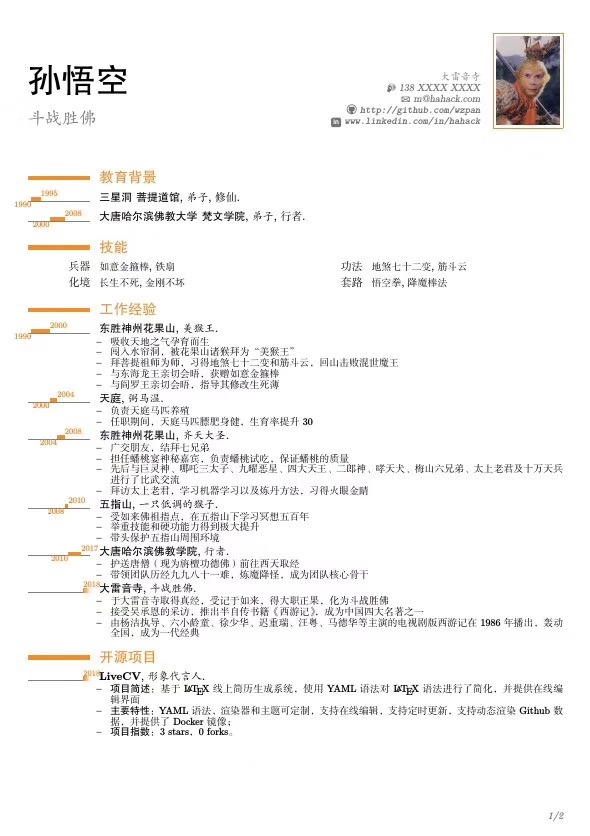 孙悟空
斗战胜佛
大雷音寺
138 XXXX XXXX
m@hahack.com
http://github.com/wzpan
www.linkedin.com/in/hahack
教育背景
1990 1995 三星洞 菩提道馆, 弟子, 修仙.
2000 2008 大唐哈尔滨佛教大学 梵文学院, 弟子, 行者.
技能
兵器 如意金箍棒, 铁扇 功法 地煞七十二变, 筋斗云
化境 长生不死, 金刚不坏 套路 悟空拳, 降魔棒法
工作经验
1990 2000 东胜神州花果山, 美猴王.
– 吸收天地之气孕育而生
– 闯入水帘洞，被花果山诸猴拜为“美猴王”
– 拜菩提祖师为师，习得地煞七十二和筋斗云，回山击败混世魔王
– 与东海龙王亲切会晤，获赠如意金箍棒
– 与阎罗王亲切会晤，指导其修改生死薄
2000 2004 天庭, 弼马温.
– 负责天庭马匹养殖
– 任职期间，天庭马匹膘肥身健，生育率提升 30
2004 2008 东胜神州花果山, 齐天大圣.
– 广交朋友，结拜七兄弟
– 担任蟠桃宴神秘嘉宾，负责蟠桃试吃，保证蟠桃的质量
– 先后与巨灵神、哪吒三太子、九曜恶星、四大天王、二郎神、哮天犬、梅山六兄弟、太上老君及十万天兵
进行了比武交流
– 拜访太上老君，学习机器学习以及炼丹方法，习得火眼金睛
2008 2010 五指山, 一只低调的猴子.
– 受如来佛祖指点，在五指山下学习冥想五百年
– 举重技能和硬功能力得到极大提升
– 带头保护五指山周围环境
2010 2017 大唐哈尔滨佛教学院, 行者.
– 护送唐僧（现为旃檀功德佛）前往西天取经
– 带领团队历经九九八十一难，炼魔降怪，成为团队核心骨干
2018 大雷音寺, 斗战胜佛.
– 于大雷音寺取得真经，受记于如来，得大职正果，化为斗战胜佛
– 接受吴承恩的采访，推出半自传书籍《西游记》，成为中国四大名著之一
– 由杨洁执导、六小龄童、徐少华、迟重瑞、汪粤、马德华等主演的电视剧版西游记在 1986 年播出，轰动
全国，成为一代经典
开源项目
2018 LiveCV, 形象代言人.
– 项目简述：基于 LATEX 线上简历生成系统，使用 YAML 语法对 LATEX 语法进行了简化，并提供在线编
辑界面
– 主要特性：YAML 语法，渲染器和主题可定制，支持在线编辑，支持定时更新，支持动态渲染 Github 数
据，并提供了 Docker 镜像；
– 项目指数：3 stars，0 forks。
1/2